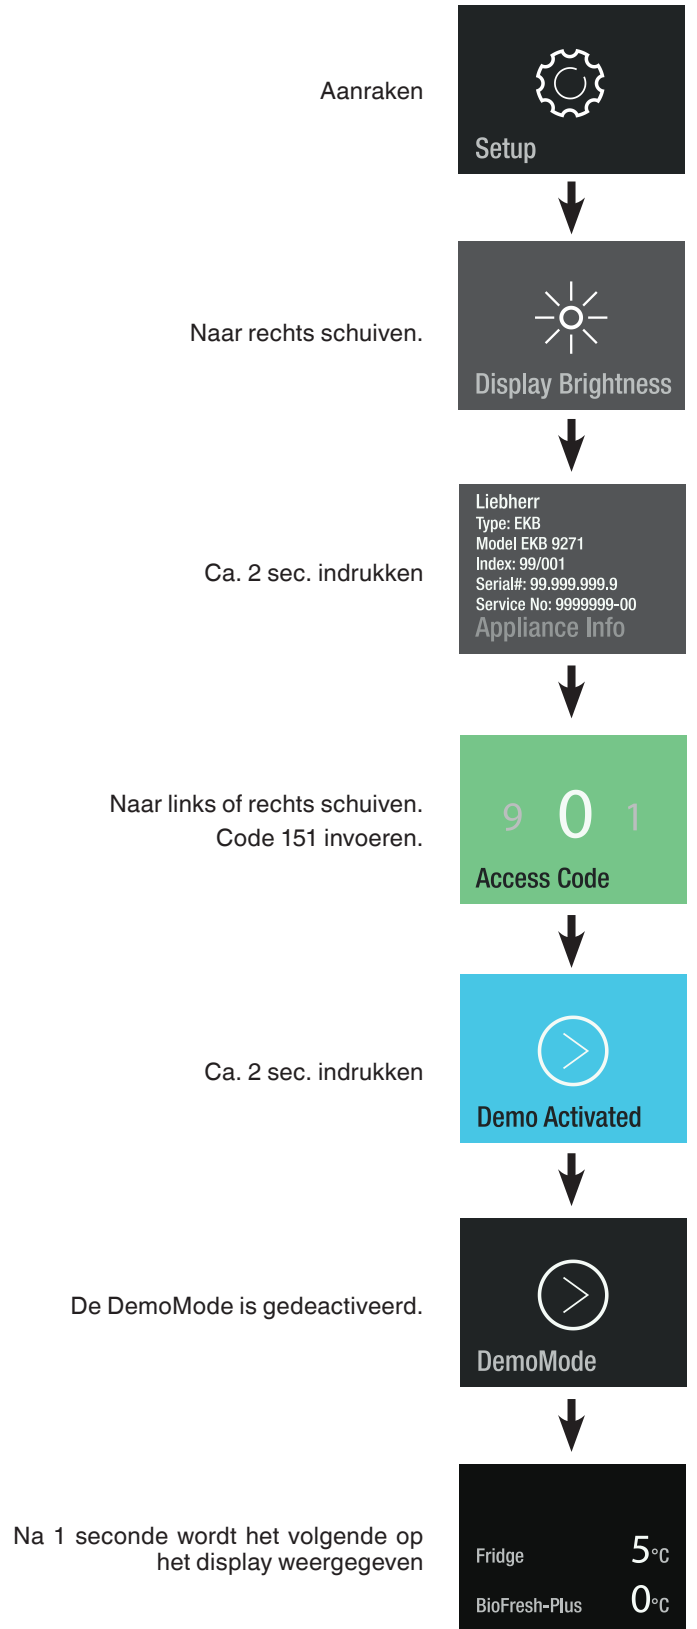 Aanraken
Setup
Naar rechts schuiven.
Display Brightness
Ca. 2 sec. indrukken
Liebherr
Type: EKB
Model EKB 9271
Index: 99/001
Serial#: 99.999.999.9
Service No: 9999999-00
Appliance Info
Naar links of rechts schuiven.
Code 151 invoeren.
9 0 1
Access Code
Ca. 2 sec. indrukken
Demo Activated
De DemoMode is gedeactiveerd.
DemoMode
Na 1 seconde wordt het volgende op
het display weergegeven
Fridge 5°C
BioFresh-Plus 0°C